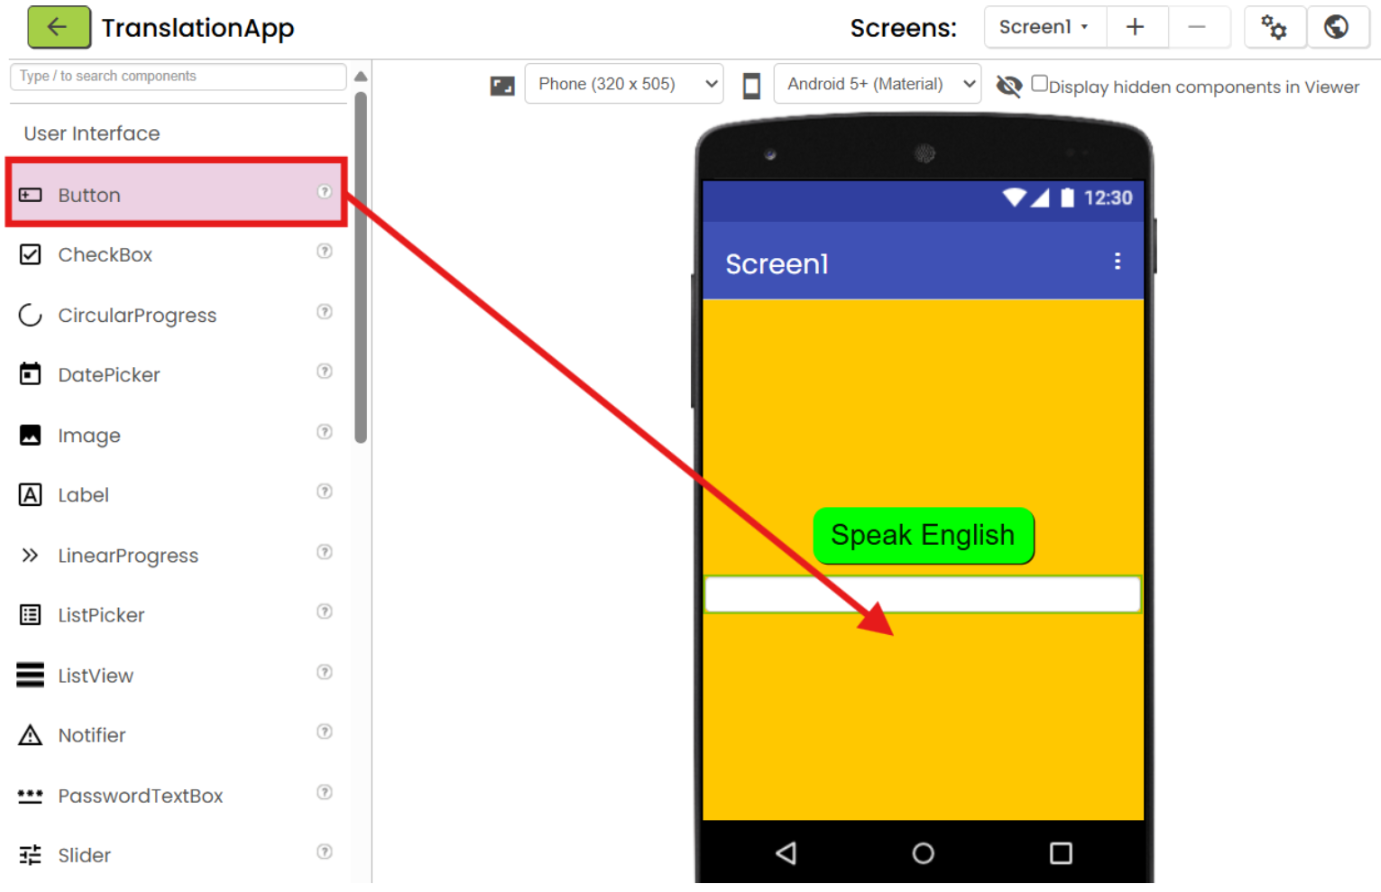 TranslationApp
Screens:
Screen1
Type / to search components
Phone (320 x 505)
Android 5+ (Material)
Display hidden components in Viewer
User Interface
Button
CheckBox
CircularProgress
DatePicker
Image
Label
LinearProgress
ListPicker
ListView
Notifier
PasswordTextBox
Slider
12:30
Screen1
Speak English